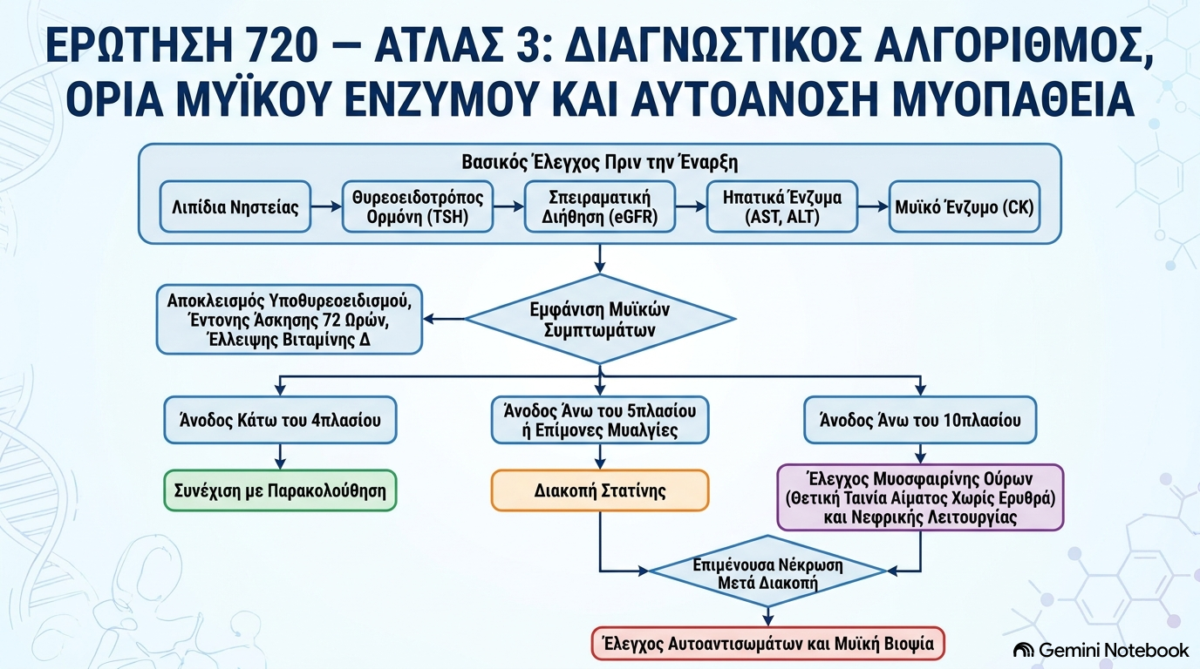 ΕΡΩΤΗΣΗ 720 — ΑΤΛΑΣ 3: ΔΙΑΓΝΩΣΤΙΚΟΣ ΑΛΓΟΡΙΘΜΟΣ,
ΟΡΙΑ ΜΥΪΚΟΥ ΕΝΖΥΜΟΥ ΚΑΙ ΑΥΤΟΑΝΟΣΗ ΜΥΟΠΑΘΕΙΑ
Βασικός Έλεγχος Πριν την Έναρξη
Λιπίδια Νηστείας
Θυρεοειδοτρόπος
Ορμόνη (TSH)
Σπειραματική
Διήθηση (eGFR)
Ηπατικά Ένζυμα
(AST, ALT)
Μυϊκό Ένζυμο (CK)
Αποκλεισμός Υποθυρεοειδισμού,
Έντονης Άσκησης 72 Ωρών,
Έλλειψης Βιταμίνης Δ
Εμφάνιση Μυϊκών
Συμπτωμάτων
Άνοδος Κάτω του 4πλασίου
Άνοδος Άνω του 5πλασίου
ή Επίμονες Μυαλγίες
Άνοδος Άνω του 10πλασίου
Συνέχιση με Παρακολούθηση
Διακοπή Στατίνης
Έλεγχος Μυοσφαιρίνης Ούρων
(Θετική Ταινία Αίματος Χωρίς Ερυθρά)
και Νεφρικής Λειτουργίας
Επιμένουσα Νέκρωση
Μετά Διακοπή
Έλεγχος Αυτοαντισωμάτων και Μυϊκή Βιοψία
Gemini Notebook